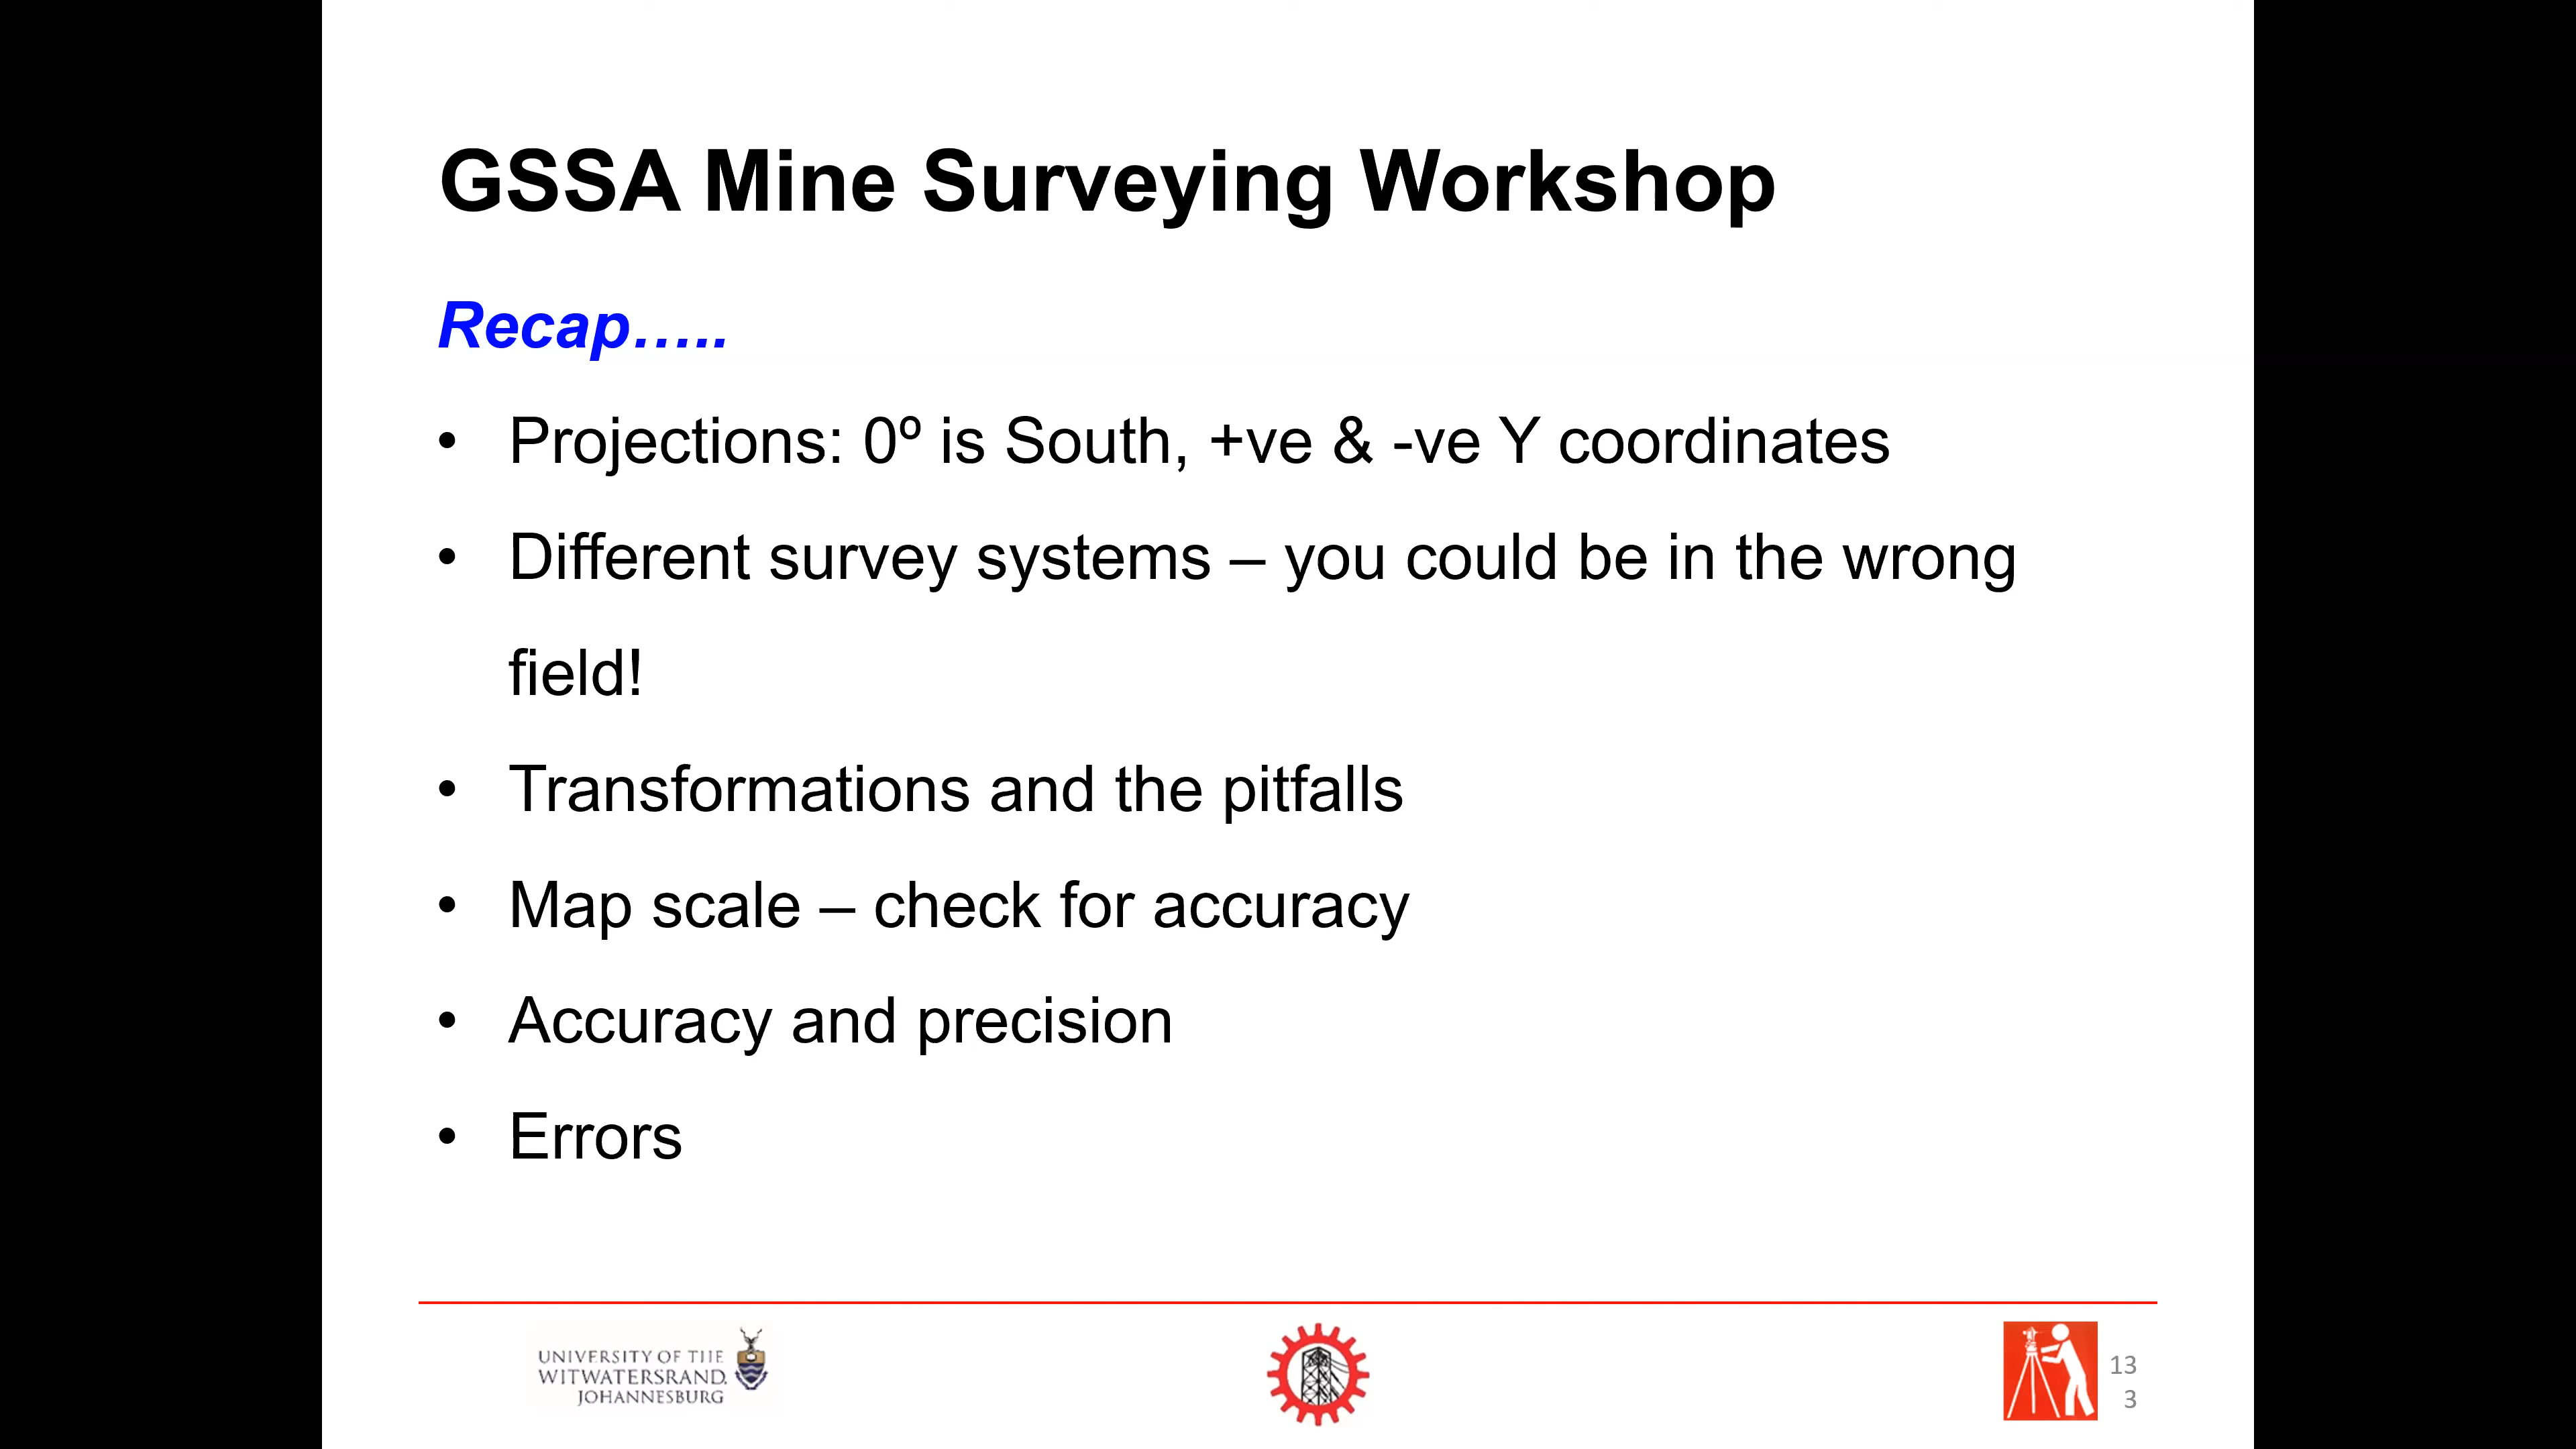 GSSA Mine Surveying Workshop
Recap…..
• Projections: 0º is South, +ve & -ve Y coordinates
• Different survey systems – you could be in the wrong
field!
• Transformations and the pitfalls
• Map scale – check for accuracy
• Accuracy and precision
• Errors
UNIVERSITY OF THE
WITWATERSRAND,
JOHANNESBURG
13
3